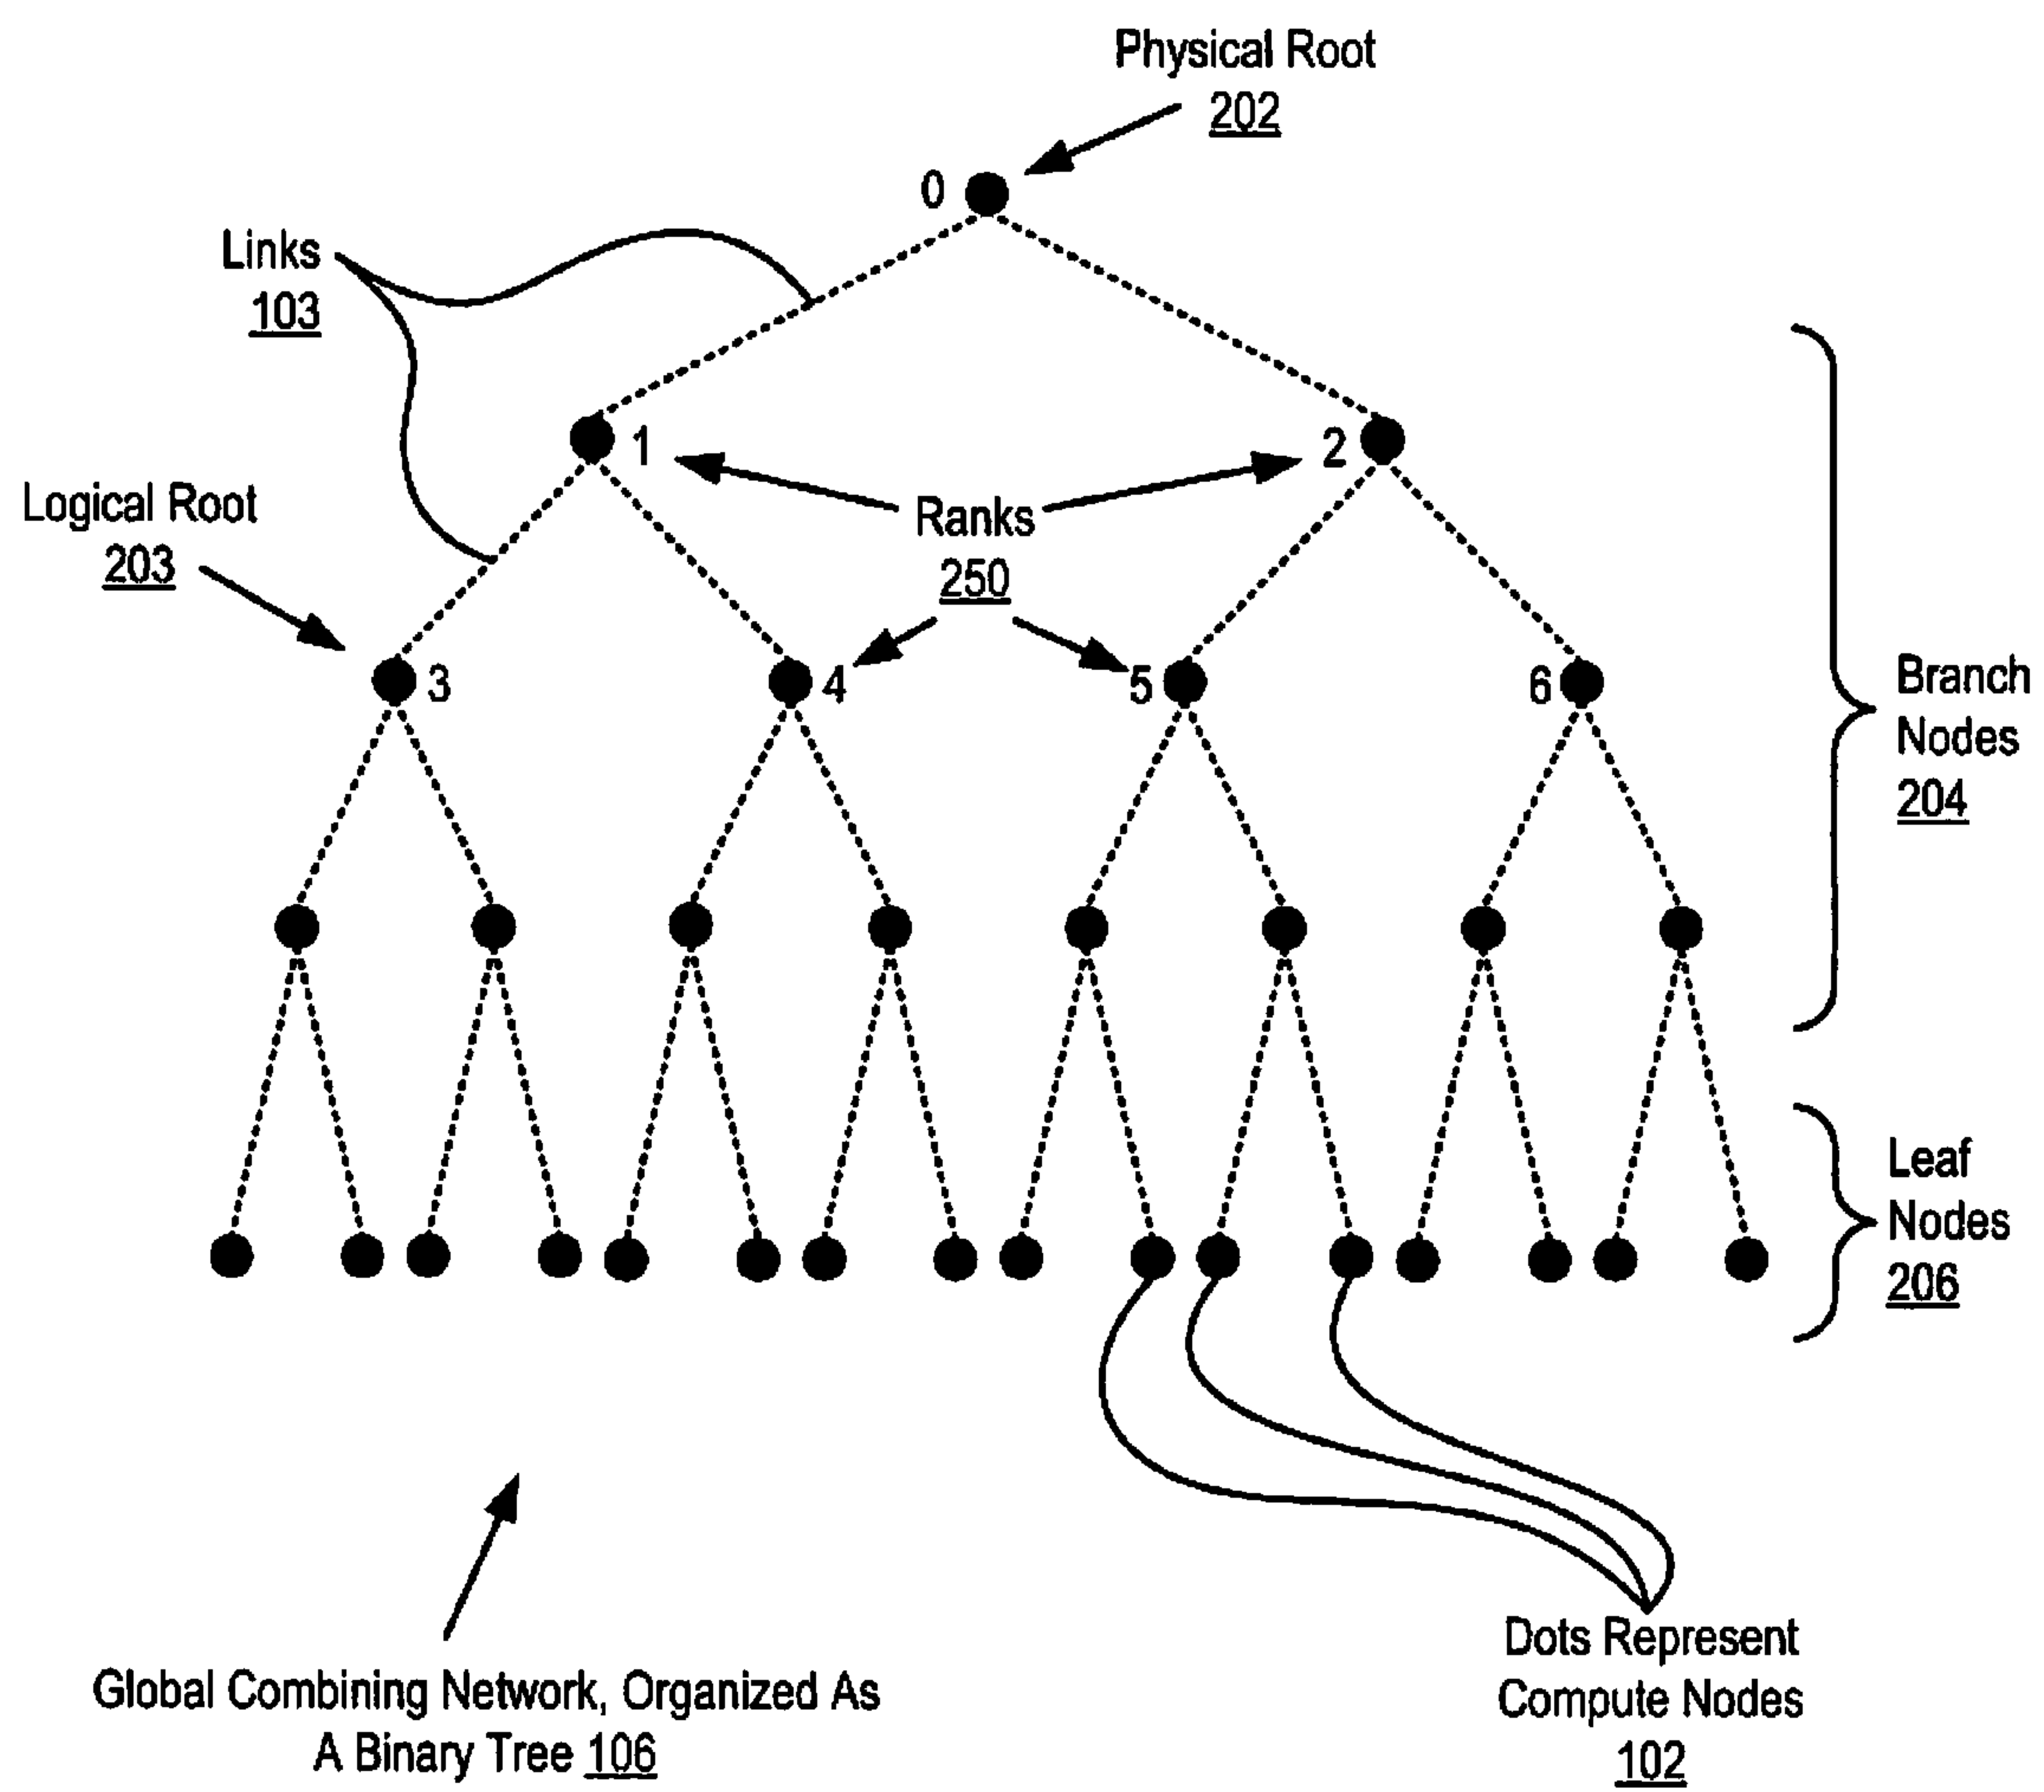 Physical Root
202
0
Links
103
1
2
Logical Root
203
Ranks
250
3
4
5
6
Branch
Nodes
204
Leaf
Nodes
206
Dots Represent
Compute Nodes
102
Global Combining Network, Organized As
A Binary Tree 106